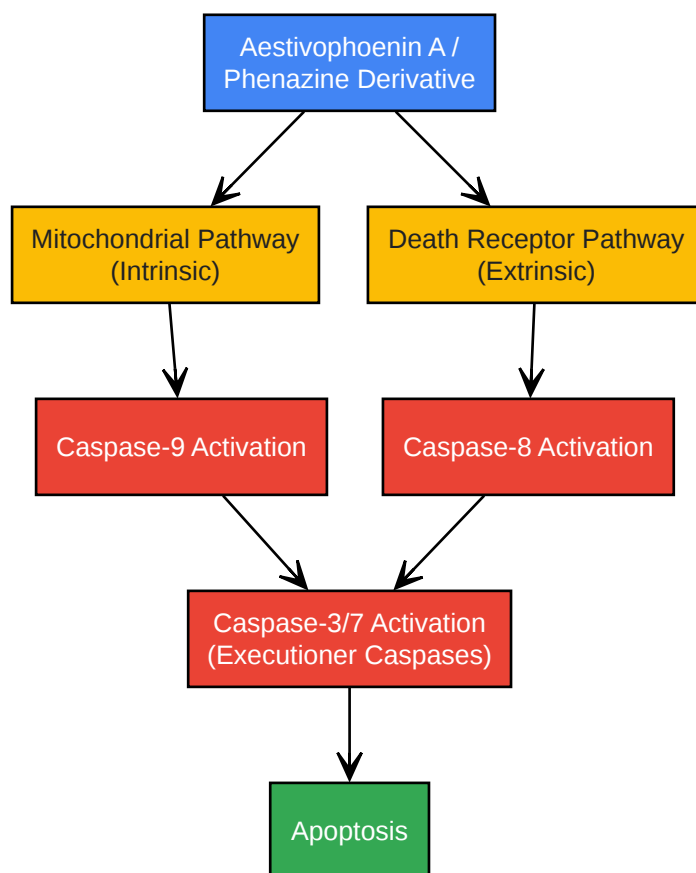 Aestivophoenin A /
Phenazine Derivative
Mitochondrial Pathway
(Intrinsic)
Death Receptor Pathway
(Extrinsic)
Caspase-9 Activation
Caspase-8 Activation
Caspase-3/7 Activation
(Executioner Caspases)
Apoptosis